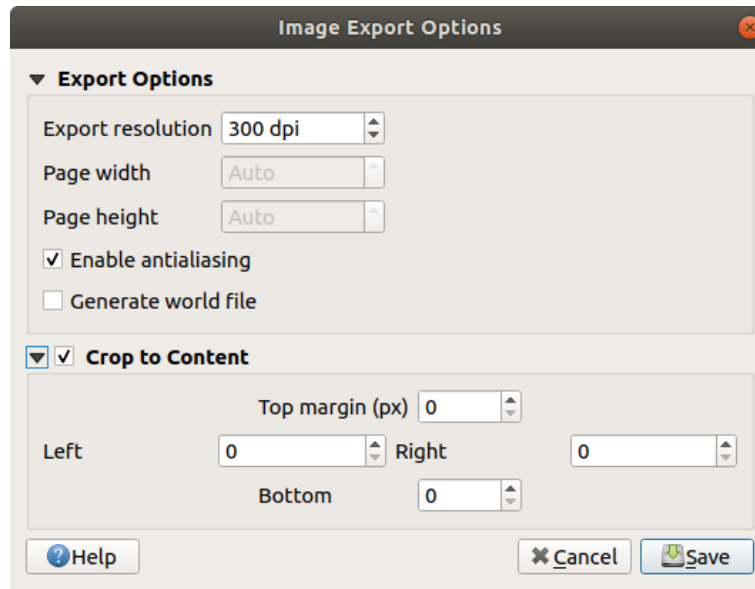 Image Export Options
Export Options
Export resolution 300 dpi
Page width Auto
Page height Auto
Enable antialiasing
Generate world file
Crop to Content
Top margin (px) 0
Left 0 Right 0
Bottom 0
Help Cancel Save